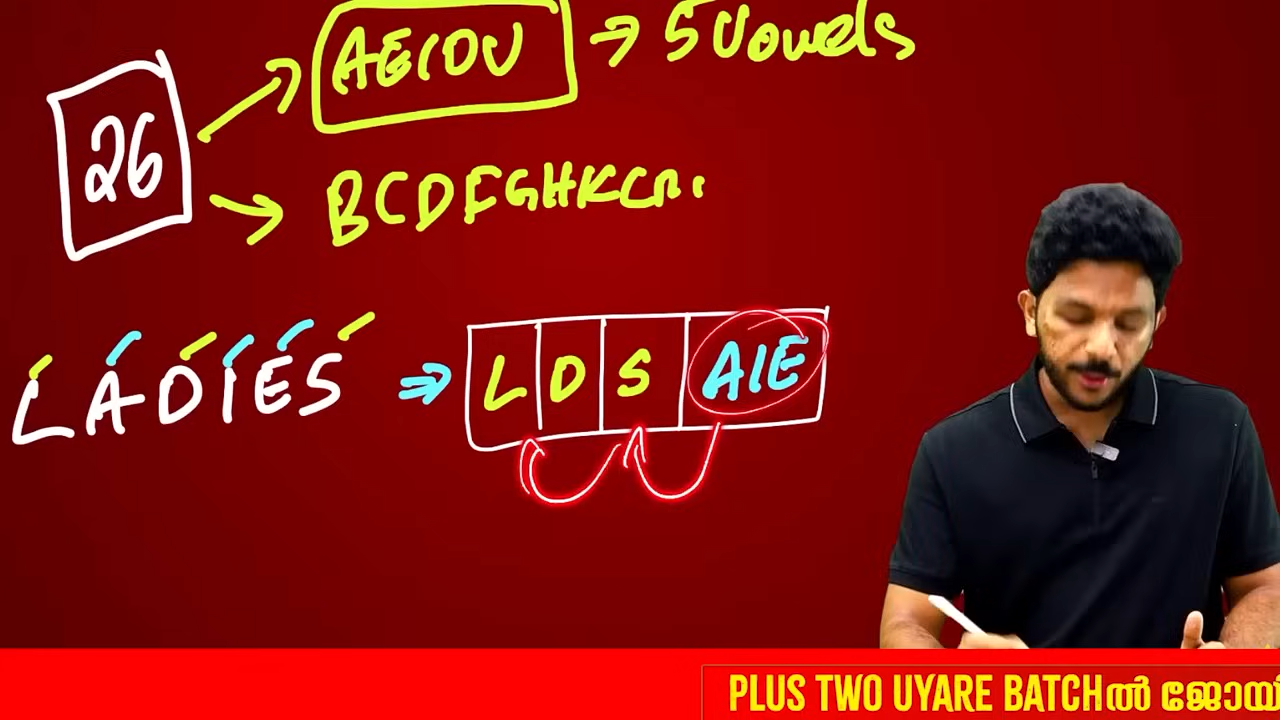 AEIOU → 5 Vowels
26
BCDFGHKL
LADIES ⇒ L D S AIE
PLUS TWO UYARE BATCHൽ ജോയി